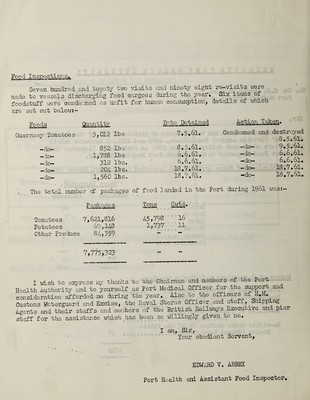 Food Inspections.
Seven hundred and twenty two visits and ninety eight re-visits were
made to vessels discharging food cargoes during the year. Six items of
foodstuff were condemned as unfit for human consumption, details of which
are set out below:-
Foods Quantity Date Detained Action Taken.
Guernsey Tomatoes 3,012 lbs 7.5.61. Condemned and destroyed
8.5.61.
-do- 852 lbs 8.5.61. -do- 8.5.61.
-do- 1,788 lbs 6.6.61. -do- 6.6.61.
-do- 312 lbs. 6.6.61. -do- 6.6.61.
-do- 204 lbs. 18.7.61. -do- 18.7.61.
-do- 1,560 lbs. 18.7.61. -do- 18.7.61.
The total number of packages of food landed in the Port during 1961 was:-
Packages Tons Cwts.
Tomatoes 7,621,816 45,798 16
Potatoes 1,737 11
Other Produce 84,359 - -
7,775,323 - -
I wish to express my thanks to the Chairman and members of the Port
Health Authority and to yourself as Port Medical Officer for the support and
consideration afforded me during the year. Also to the officers of H.M.
Customs Waterguard and Excise, the Naval Stores Officer and staff, Shipping
Agents and their staffs and members of the British Railways Executive and pier
staff for the assistance which has been so willingly given to me.
I am, Sir,
Your obedient Servant,
EDWARD V.
Port Health and Assistant Food Inspector.